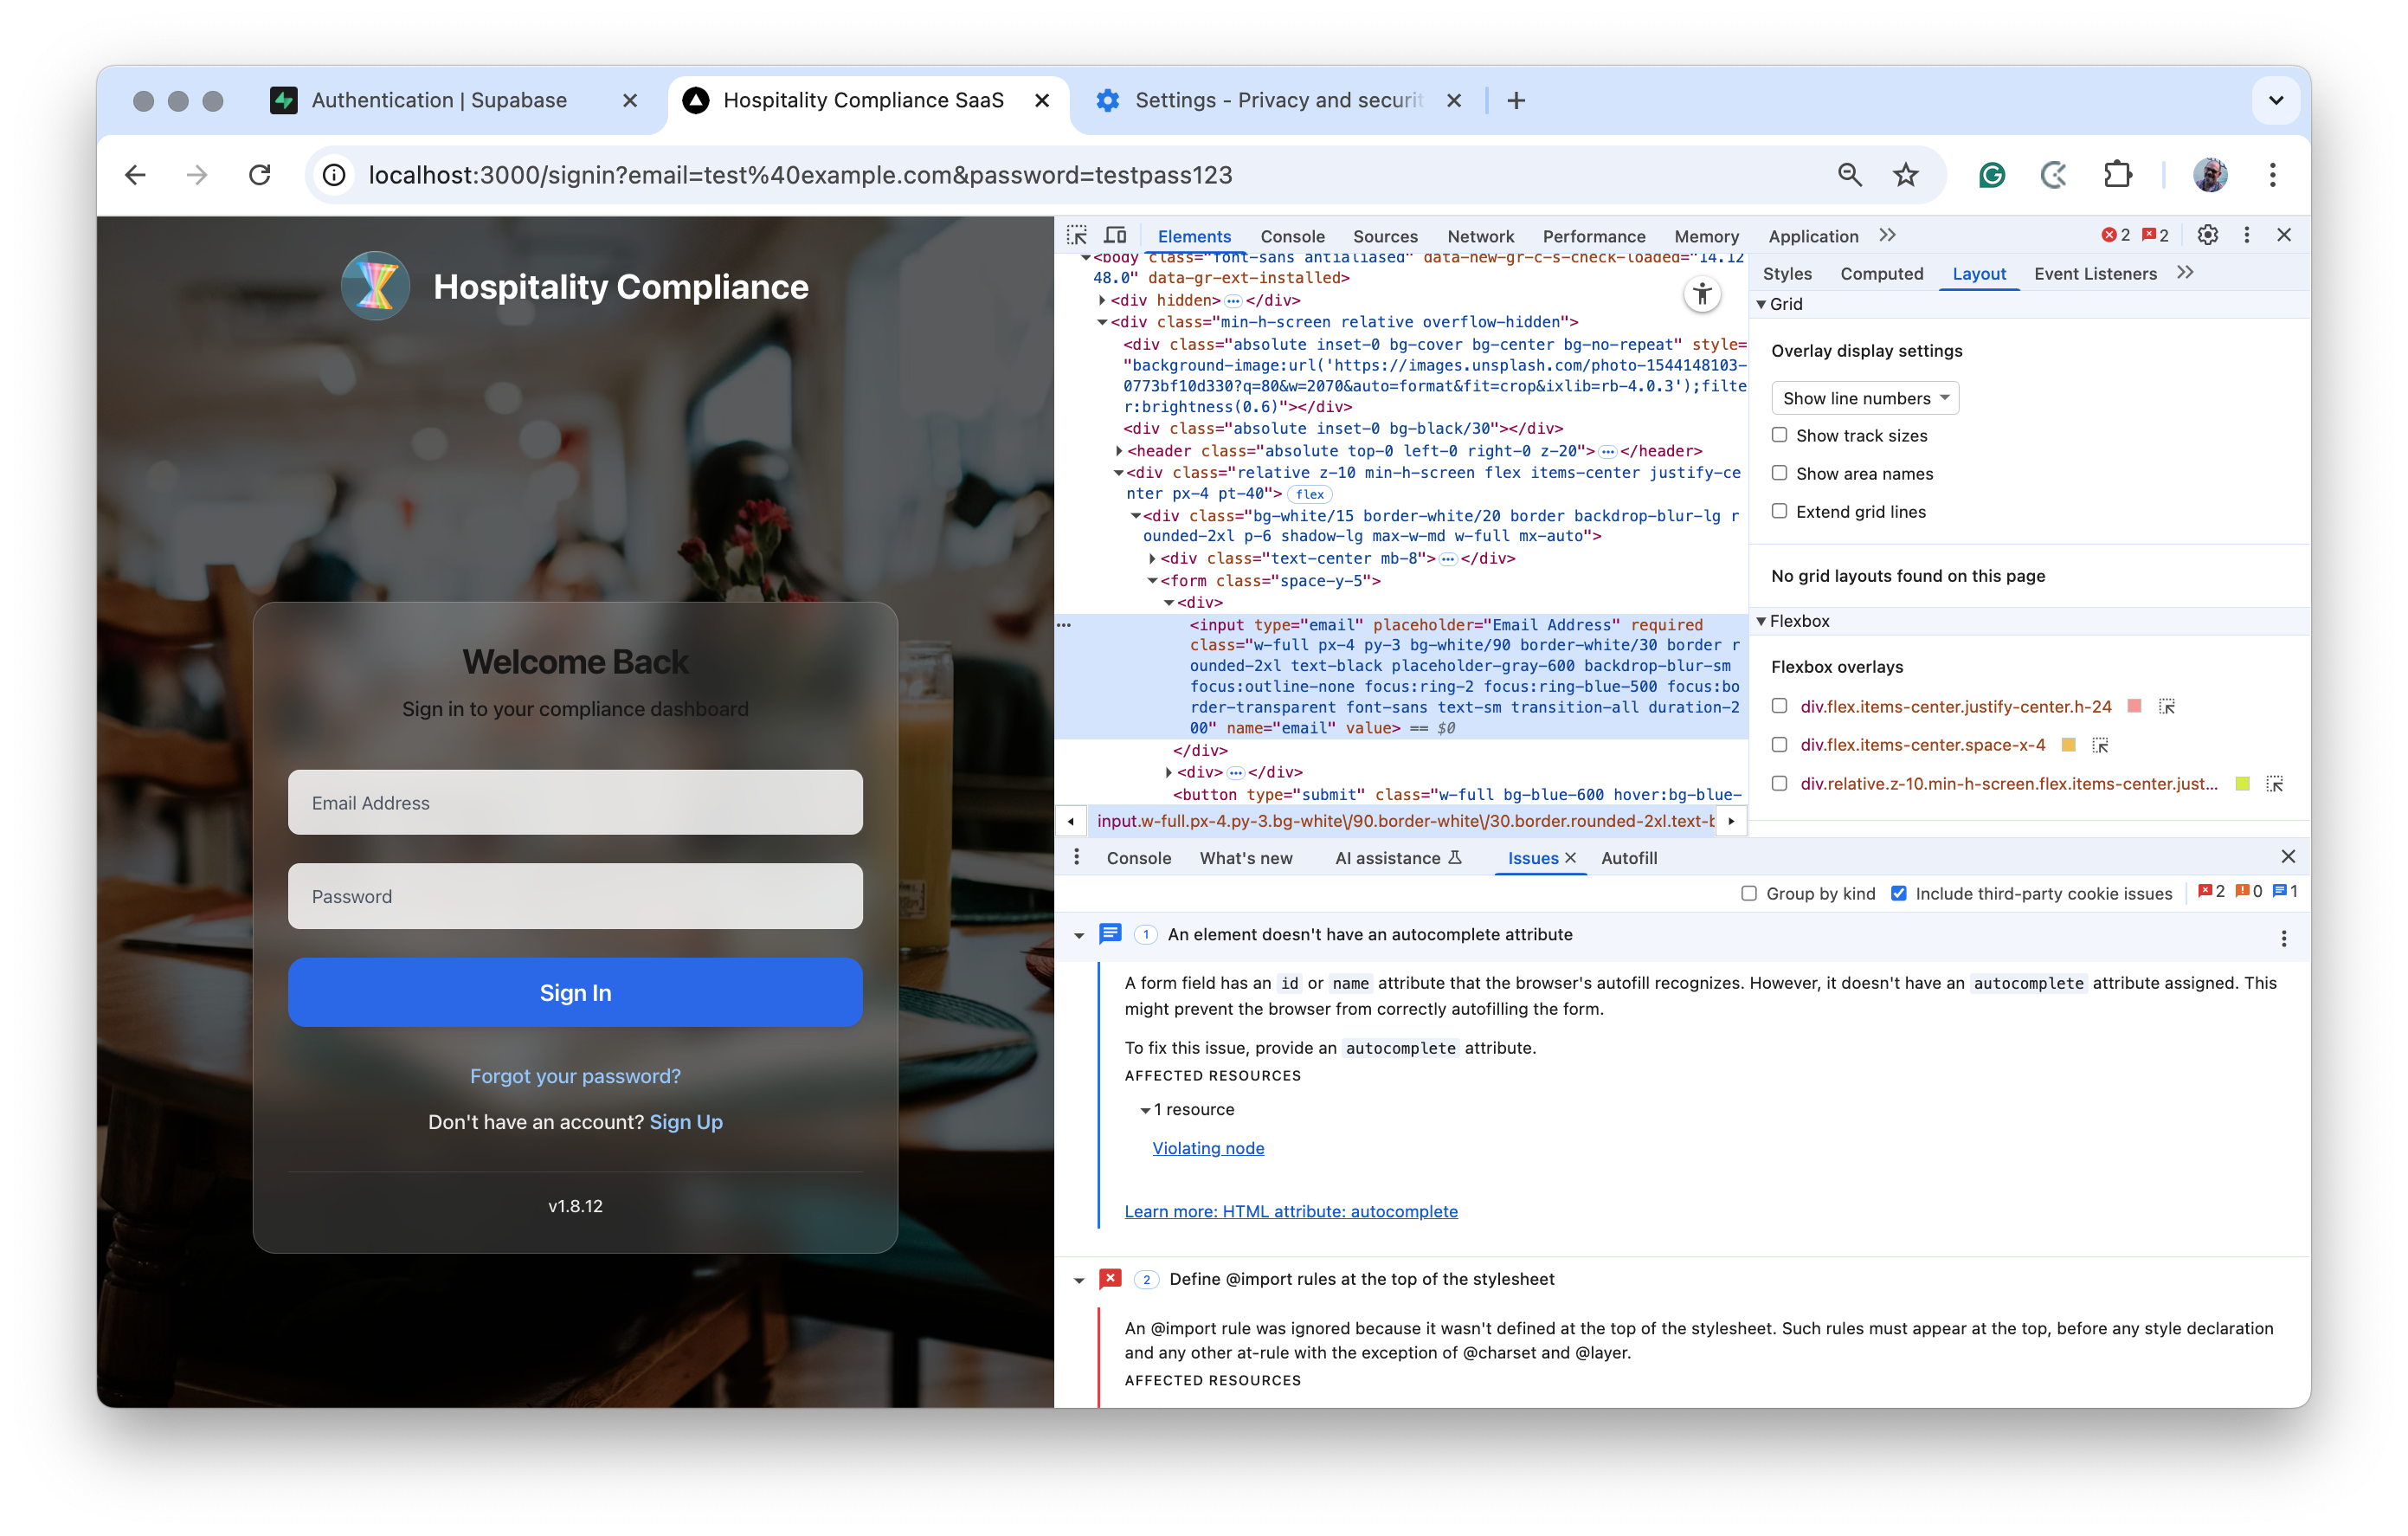 Authentication | Supabase
Hospitality Compliance SaaS
Settings - Privacy and securit
localhost:3000/signin?email=test%40example.com&password=testpass123
Hospitality Compliance
Welcome Back
Sign in to your compliance dashboard
Email Address
Password
Sign In
Forgot your password?
Don't have an account? Sign Up
v1.8.12
Elements Console Sources Network Performance Memory Application 2 2
<body class="font-sans antialiased" data-new-gr-c-s-check-loaded="14.12
48.0" data-gr-ext-installed>
<div hidden>…</div>
<div class="min-h-screen relative overflow-hidden">
<div class="absolute inset-0 bg-cover bg-center bg-no-repeat" style=
"background-image:url('https://images.unsplash.com/photo-1544148103-
0773bf10d330?q=80&w=2070&auto=format&fit=crop&ixlib=rb-4.0.3');filte
r:brightness(0.6)"></div>
<div class="absolute inset-0 bg-black/30"></div>
<header class="absolute top-0 left-0 right-0 z-20">…</header>
<div class="relative z-10 min-h-screen flex items-center justify-ce
nter px-4 pt-40"> flex
<div class="bg-white/15 border-white/20 border backdrop-blur-lg r
ounded-2xl p-6 shadow-lg max-w-md w-full mx-auto">
<div class="text-center mb-8">…</div>
<form class="space-y-5">
<div>
<input type="email" placeholder="Email Address" required
class="w-full px-4 py-3 bg-white/90 border-white/30 border r
ounded-2xl text-black placeholder-gray-600 backdrop-blur-sm
focus:outline-none focus:ring-2 focus:ring-blue-500 focus:bo
rder-transparent font-sans text-sm transition-all duration-2
00" name="email" value> == $0
</div>
<div>…</div>
<button type="submit" class="w-full bg-blue-600 hover:bg-blue-
input.w-full.px-4.py-3.bg-white\/90.border-white\/30.border.rounded-2xl.text-b
Styles Computed Layout Event Listeners
Grid
Overlay display settings
Show line numbers
Show track sizes
Show area names
Extend grid lines
No grid layouts found on this page
Flexbox
Flexbox overlays
div.flex.items-center.justify-center.h-24
div.flex.items-center.space-x-4
div.relative.z-10.min-h-screen.flex.items-center.just...
Console What's new AI assistance Issues Autofill
Group by kind Include third-party cookie issues 2 0 1
1 An element doesn't have an autocomplete attribute
A form field has an id or name attribute that the browser's autofill recognizes. However, it doesn't have an autocomplete attribute assigned. This
might prevent the browser from correctly autofilling the form.
To fix this issue, provide an autocomplete attribute.
AFFECTED RESOURCES
1 resource
Violating node
Learn more: HTML attribute: autocomplete
2 Define @import rules at the top of the stylesheet
An @import rule was ignored because it wasn't defined at the top of the stylesheet. Such rules must appear at the top, before any style declaration
and any other at-rule with the exception of @charset and @layer.
AFFECTED RESOURCES